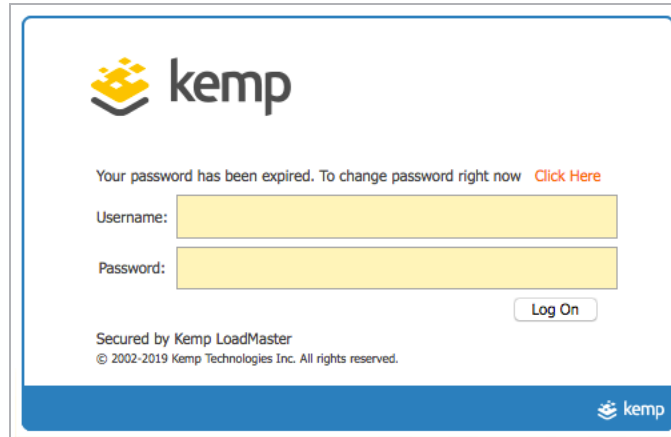 kemp
Your password has been expired. To change password right now Click Here
Username:
Password:
Log On
Secured by Kemp LoadMaster
© 2002-2019 Kemp Technologies Inc. All rights reserved.
kemp